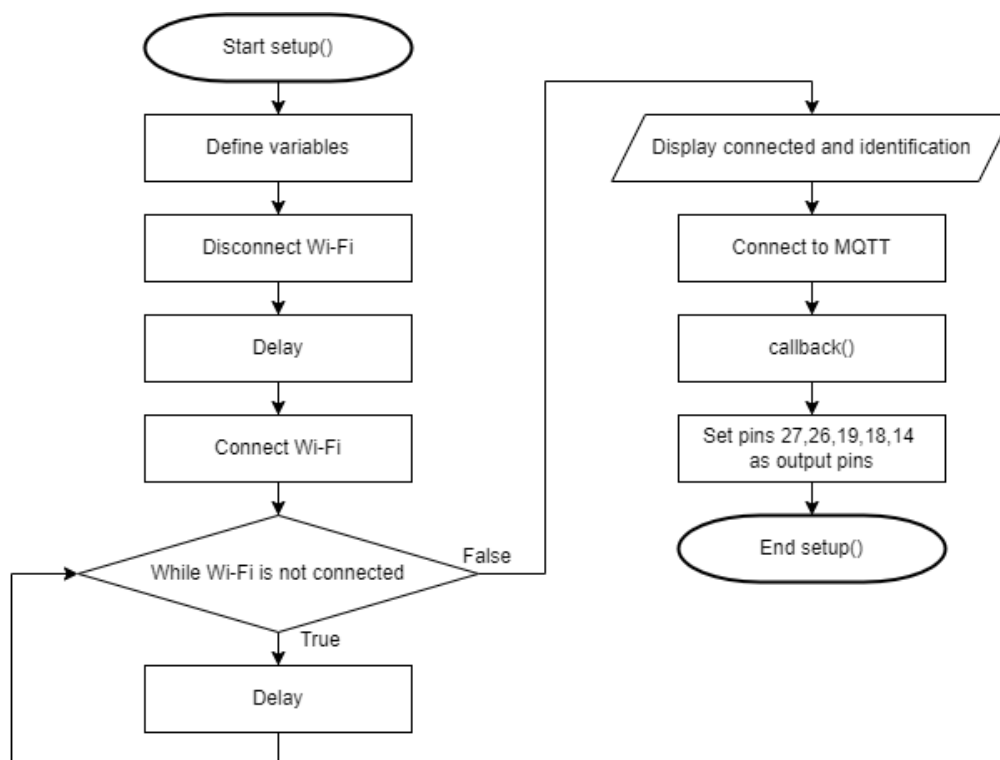 Start setup()
Define variables
Disconnect Wi-Fi
Delay
Connect Wi-Fi
While Wi-Fi is not connected
False
True
Delay
Display connected and identification
Connect to MQTT
callback()
Set pins 27,26,19,18,14
as output pins
End setup()